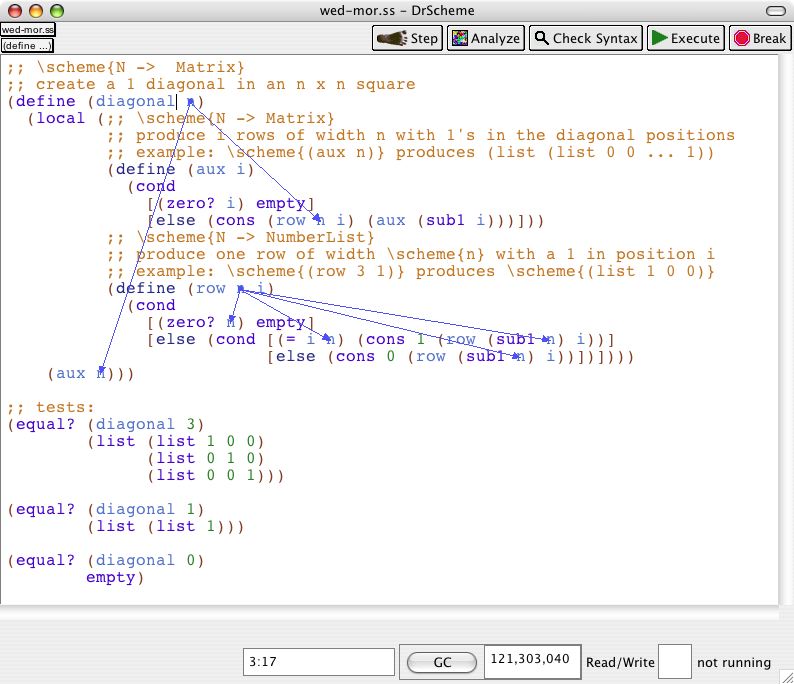 wed-mor.ss – DrScheme
wed-mor.ss
(define ...)
Step Analyze Check Syntax Execute Break
;; \scheme{N ->  Matrix}
;; create a 1 diagonal in an n x n square
(define (diagonal n)
  (local (;; \scheme{N -> Matrix}
          ;; produce i rows of width n with 1's in the diagonal positions
          ;; example: \scheme{(aux n)} produces (list (list 0 0 ... 1))
          (define (aux i)
            (cond
              [(zero? i) empty]
              [else (cons (row n i) (aux (sub1 i)))]))
          ;; \scheme{N -> NumberList}
          ;; produce one row of width \scheme{n} with a 1 in position i
          ;; example: \scheme{(row 3 1)} produces \scheme{(list 1 0 0)}
          (define (row n i)
            (cond
              [(zero? n) empty]
              [else (cond [(= i n) (cons 1 (row (sub1 n) i))]
                          [else (cons 0 (row (sub1 n) i))])])))
    (aux n)))
;; tests:
(equal? (diagonal 3)
        (list (list 1 0 0)
              (list 0 1 0)
              (list 0 0 1)))
(equal? (diagonal 1)
        (list (list 1)))
(equal? (diagonal 0)
        empty)
3:17 GC 121,303,040 Read/Write not running